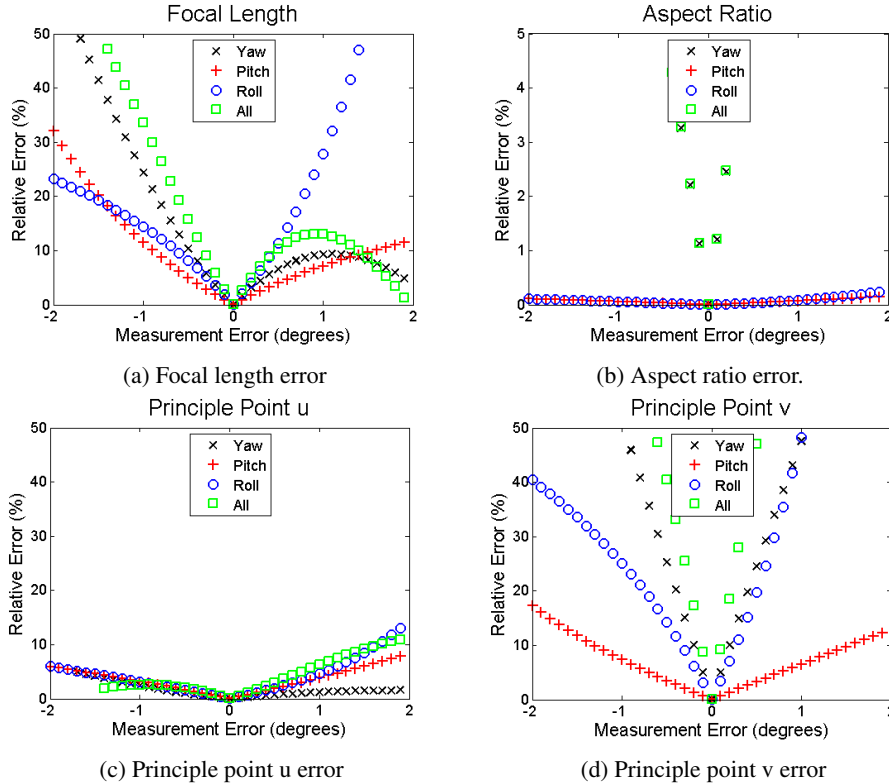 Focal Length
50
40
30
20
10
0
Relative Error (%)
Yaw
Pitch
Roll
All
-2
-1
0
1
2
Measurement Error (degrees)
(a) Focal length error
Aspect Ratio
5
4
3
2
1
0
Relative Error (%)
Yaw
Pitch
Roll
All
-2
-1
0
1
2
Measurement Error (degrees)
(b) Aspect ratio error.
Principle Point u
50
40
30
20
10
0
Relative Error (%)
Yaw
Pitch
Roll
All
-2
-1
0
1
2
Measurement Error (degrees)
(c) Principle point u error
Principle Point v
50
40
30
20
10
0
Relative Error (%)
Yaw
Pitch
Roll
All
-2
-1
0
1
2
Measurement Error (degrees)
(d) Principle point v error